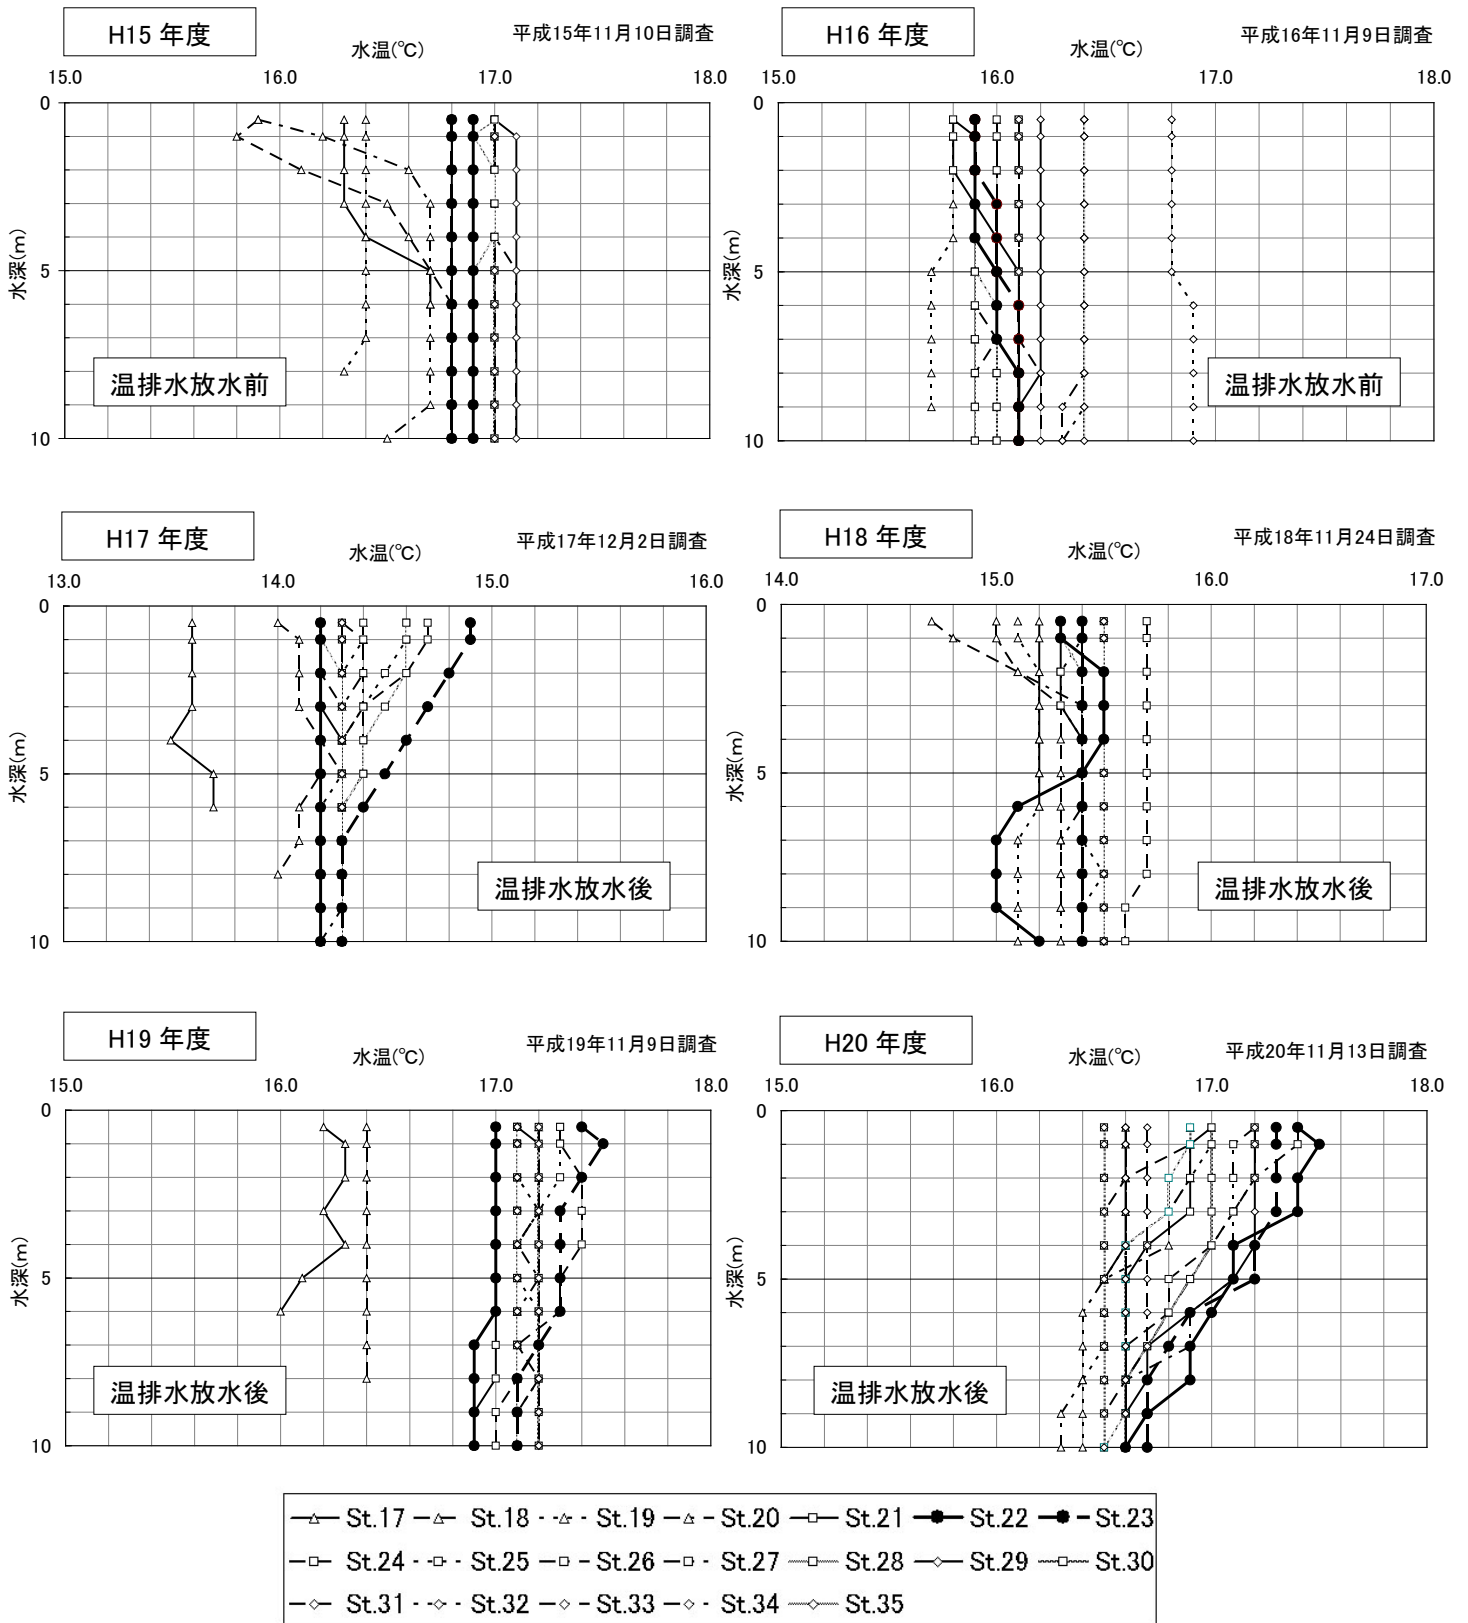 H15 年度
平成15年11月10日調査
水温(℃)
15.0 16.0 17.0 18.0
0
5
10
水深(m)
温排水放水前
H16 年度
平成16年11月9日調査
水温(℃)
15.0 16.0 17.0 18.0
0
5
10
水深(m)
温排水放水前
H17 年度
平成17年12月2日調査
水温(℃)
13.0 14.0 15.0 16.0
0
5
10
水深(m)
温排水放水後
H18 年度
平成18年11月24日調査
水温(℃)
14.0 15.0 16.0 17.0
0
5
10
水深(m)
温排水放水後
H19 年度
平成19年11月9日調査
水温(℃)
15.0 16.0 17.0 18.0
0
5
10
水深(m)
温排水放水後
H20 年度
平成20年11月13日調査
水温(℃)
15.0 16.0 17.0 18.0
0
5
10
水深(m)
温排水放水後
St.17 St.18 St.19 St.20 St.21 St.22 St.23
St.24 St.25 St.26 St.27 St.28 St.29 St.30
St.31 St.32 St.33 St.34 St.35